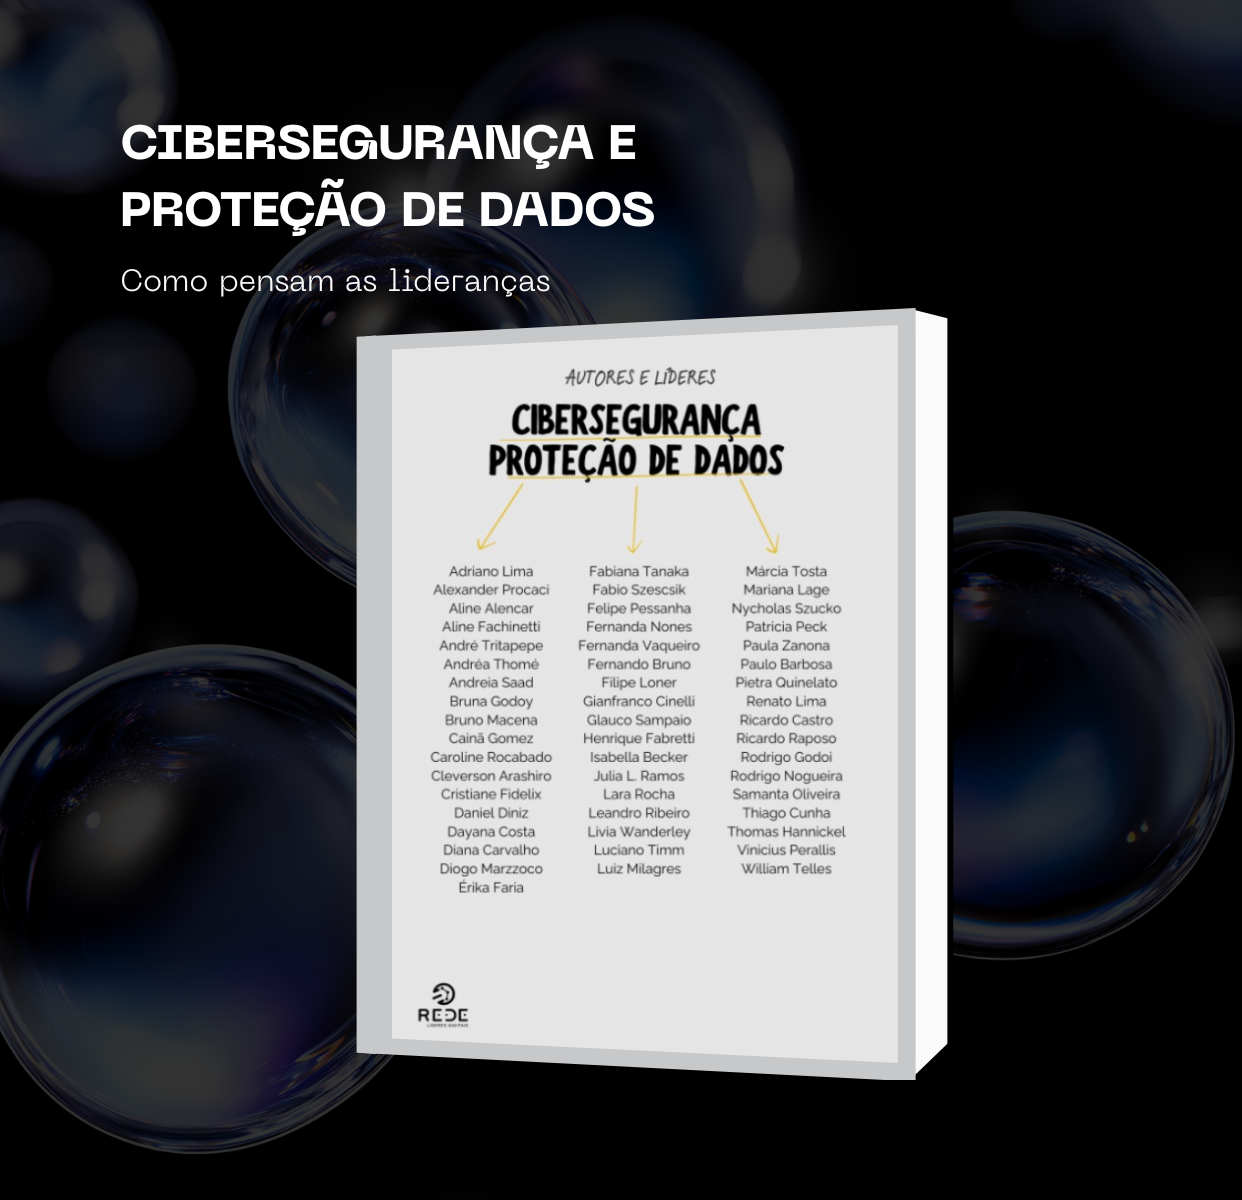 CIBERSEGURANÇA E
PROTEÇÃO DE DADOS
Como pensam as lideranças
AUTORES E LÍDERES
CIBERSEGURANÇA
PROTEÇÃO DE DADOS
Adriano Lima
Alexander Procaci
Aline Alencar
Aline Fachinetti
André Tritapepe
Andréa Thomé
Andreia Saad
Bruna Godoy
Bruno Macena
Cainã Gomez
Caroline Rocabado
Cleverson Arashiro
Cristiane Fidelix
Daniel Diniz
Dayana Costa
Diana Carvalho
Diogo Marzzoco
Érika Faria
Fabiana Tanaka
Fabio Szescsik
Felipe Pessanha
Fernanda Nones
Fernanda Vaqueiro
Fernando Bruno
Filipe Loner
Gianfranco Cinelli
Glauco Sampaio
Henrique Fabretti
Isabella Becker
Julia L. Ramos
Lara Rocha
Leandro Ribeiro
Livia Wanderley
Luciano Timm
Luiz Milagres
Márcia Tosta
Mariana Lage
Nycholas Szucko
Patricia Peck
Paula Zanona
Paulo Barbosa
Pietra Quinelato
Renato Lima
Ricardo Castro
Ricardo Raposo
Rodrigo Godoi
Rodrigo Nogueira
Samanta Oliveira
Thiago Cunha
Thomas Hannickel
Vinicius Perallis
William Telles
REDE
LÍDERES DIGITAIS